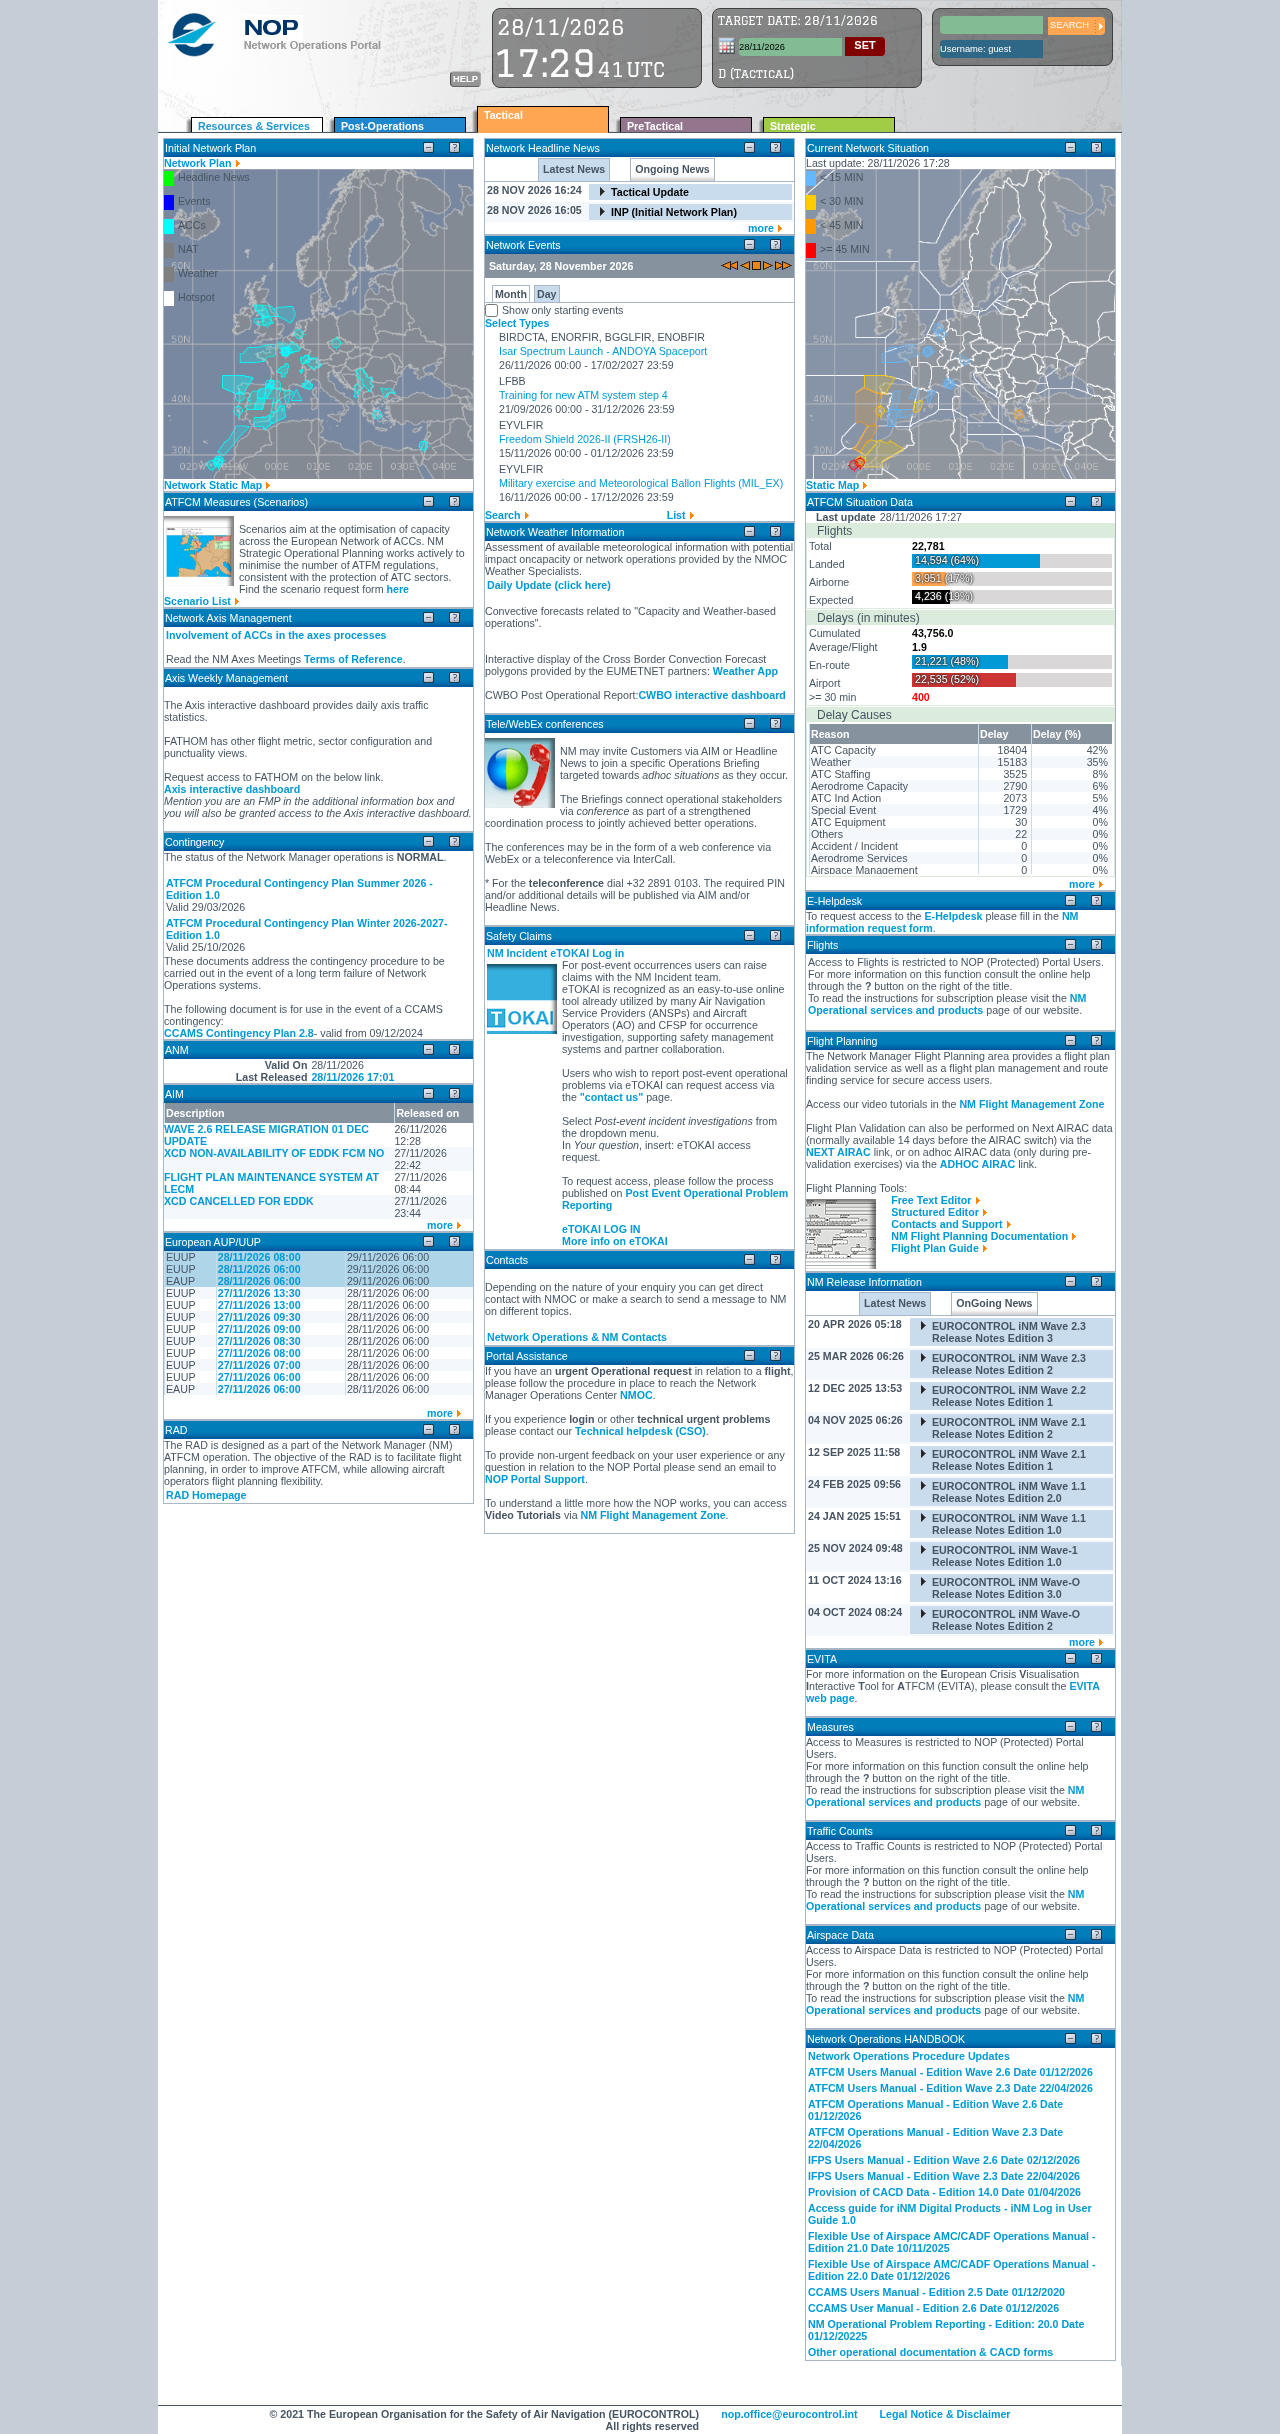 NOP
Network Operations Portal
HELP
28/11/2026
17:29 41 UTC
TARGET DATE: 28/11/2026
28/11/2026
SET
D (Tactical)
SEARCH
Username: guest
Resources & Services
Post-Operations
Tactical
PreTactical
Strategic
Initial Network Plan
Network Plan
Headline News
Events
ACCs
NAT
60N
Weather
Hotspot
50N
40N
30N
020W 010W 000E 010E 020E 030E 040E
Network Static Map
ATFCM Measures (Scenarios)
Scenarios aim at the optimisation of capacity
across the European Network of ACCs. NM
Strategic Operational Planning works actively to
minimise the number of ATFM regulations,
consistent with the protection of ATC sectors.
Find the scenario request form here
Scenario List
Network Axis Management
Involvement of ACCs in the axes processes
Read the NM Axes Meetings Terms of Reference.
Axis Weekly Management
The Axis interactive dashboard provides daily axis traffic
statistics.
FATHOM has other flight metric, sector configuration and
punctuality views.
Request access to FATHOM on the below link.
Axis interactive dashboard
Mention you are an FMP in the additional information box and
you will also be granted access to the Axis interactive dashboard.
Contingency
The status of the Network Manager operations is NORMAL.
ATFCM Procedural Contingency Plan Summer 2026 -
Edition 1.0
Valid 29/03/2026
ATFCM Procedural Contingency Plan Winter 2026-2027-
Edition 1.0
Valid 25/10/2026
These documents address the contingency procedure to be
carried out in the event of a long term failure of Network
Operations systems.
The following document is for use in the event of a CCAMS
contingency:
CCAMS Contingency Plan 2.8- valid from 09/12/2024
ANM
Valid On 28/11/2026
Last Released 28/11/2026 17:01
AIM
Description Released on
WAVE 2.6 RELEASE MIGRATION 01 DEC UPDATE 26/11/2026 12:28
XCD NON-AVAILABILITY OF EDDK FCM NO 27/11/2026 22:42
FLIGHT PLAN MAINTENANCE SYSTEM AT LECM 27/11/2026 08:44
XCD CANCELLED FOR EDDK 27/11/2026 23:44
more
European AUP/UUP
EUUP 28/11/2026 08:00 29/11/2026 06:00
EUUP 28/11/2026 06:00 29/11/2026 06:00
EAUP 28/11/2026 06:00 29/11/2026 06:00
EUUP 27/11/2026 13:30 28/11/2026 06:00
EUUP 27/11/2026 13:00 28/11/2026 06:00
EUUP 27/11/2026 09:30 28/11/2026 06:00
EUUP 27/11/2026 09:00 28/11/2026 06:00
EUUP 27/11/2026 08:30 28/11/2026 06:00
EUUP 27/11/2026 08:00 28/11/2026 06:00
EUUP 27/11/2026 07:00 28/11/2026 06:00
EUUP 27/11/2026 06:00 28/11/2026 06:00
EAUP 27/11/2026 06:00 28/11/2026 06:00
more
RAD
The RAD is designed as a part of the Network Manager (NM)
ATFCM operation. The objective of the RAD is to facilitate flight
planning, in order to improve ATFCM, while allowing aircraft
operators flight planning flexibility.
RAD Homepage
Network Headline News
Latest News Ongoing News
28 NOV 2026 16:24 Tactical Update
28 NOV 2026 16:05 INP (Initial Network Plan)
more
Network Events
Saturday, 28 November 2026
Month Day
Show only starting events
Select Types
BIRDCTA, ENORFIR, BGGLFIR, ENOBFIR
Isar Spectrum Launch - ANDOYA Spaceport
26/11/2026 00:00 - 17/02/2027 23:59
LFBB
Training for new ATM system step 4
21/09/2026 00:00 - 31/12/2026 23:59
EYVLFIR
Freedom Shield 2026-II (FRSH26-II)
15/11/2026 00:00 - 01/12/2026 23:59
EYVLFIR
Military exercise and Meteorological Ballon Flights (MIL_EX)
16/11/2026 00:00 - 17/12/2026 23:59
Search List
Network Weather Information
Assessment of available meteorological information with potential
impact oncapacity or network operations provided by the NMOC
Weather Specialists.
Daily Update (click here)
Convective forecasts related to "Capacity and Weather-based
operations".
Interactive display of the Cross Border Convection Forecast
polygons provided by the EUMETNET partners: Weather App
CWBO Post Operational Report:CWBO interactive dashboard
Tele/WebEx conferences
NM may invite Customers via AIM or Headline
News to join a specific Operations Briefing
targeted towards adhoc situations as they occur.
The Briefings connect operational stakeholders
via conference as part of a strengthened
coordination process to jointly achieved better operations.
The conferences may be in the form of a web conference via
WebEx or a teleconference via InterCall.
* For the teleconference dial +32 2891 0103. The required PIN
and/or additional details will be published via AIM and/or
Headline News.
Safety Claims
NM Incident eTOKAI Log in
TOKAI
For post-event occurrences users can raise
claims with the NM Incident team.
eTOKAI is recognized as an easy-to-use online
tool already utilized by many Air Navigation
Service Providers (ANSPs) and Aircraft
Operators (AO) and CFSP for occurrence
investigation, supporting safety management
systems and partner collaboration.
Users who wish to report post-event operational
problems via eTOKAI can request access via
the "contact us" page.
Select Post-event incident investigations from
the dropdown menu.
In Your question, insert: eTOKAI access
request.
To request access, please follow the process
published on Post Event Operational Problem
Reporting
eTOKAI LOG IN
More info on eTOKAI
Contacts
Depending on the nature of your enquiry you can get direct
contact with NMOC or make a search to send a message to NM
on different topics.
Network Operations & NM Contacts
Portal Assistance
If you have an urgent Operational request in relation to a flight,
please follow the procedure in place to reach the Network
Manager Operations Center NMOC.
If you experience login or other technical urgent problems
please contact our Technical helpdesk (CSO).
To provide non-urgent feedback on your user experience or any
question in relation to the NOP Portal please send an email to
NOP Portal Support.
To understand a little more how the NOP works, you can access
Video Tutorials via NM Flight Management Zone.
Current Network Situation
Last update: 28/11/2026 17:28
< 15 MIN
< 30 MIN
< 45 MIN
>= 45 MIN
60N
50N
40N
30N
020W 010W 000E 010E 020E 030E 040E
Static Map
ATFCM Situation Data
Last update 28/11/2026 17:27
Flights
Total 22,781
Landed 14,594 (64%)
Airborne 3,951 (17%)
Expected 4,236 (19%)
Delays (in minutes)
Cumulated 43,756.0
Average/Flight 1.9
En-route 21,221 (48%)
Airport 22,535 (52%)
>= 30 min 400
Delay Causes
Reason Delay Delay (%)
ATC Capacity 18404 42%
Weather 15183 35%
ATC Staffing 3525 8%
Aerodrome Capacity 2790 6%
ATC Ind Action 2073 5%
Special Event 1729 4%
ATC Equipment 30 0%
Others 22 0%
Accident / Incident 0 0%
Aerodrome Services 0 0%
Airspace Management 0 0%
more
E-Helpdesk
To request access to the E-Helpdesk please fill in the NM
information request form.
Flights
Access to Flights is restricted to NOP (Protected) Portal Users.
For more information on this function consult the online help
through the ? button on the right of the title.
To read the instructions for subscription please visit the NM
Operational services and products page of our website.
Flight Planning
The Network Manager Flight Planning area provides a flight plan
validation service as well as a flight plan management and route
finding service for secure access users.
Access our video tutorials in the NM Flight Management Zone
Flight Plan Validation can also be performed on Next AIRAC data
(normally available 14 days before the AIRAC switch) via the
NEXT AIRAC link, or on adhoc AIRAC data (only during pre-
validation exercises) via the ADHOC AIRAC link.
Flight Planning Tools:
Free Text Editor
Structured Editor
Contacts and Support
NM Flight Planning Documentation
Flight Plan Guide
NM Release Information
Latest News OnGoing News
20 APR 2026 05:18 EUROCONTROL iNM Wave 2.3 Release Notes Edition 3
25 MAR 2026 06:26 EUROCONTROL iNM Wave 2.3 Release Notes Edition 2
12 DEC 2025 13:53 EUROCONTROL iNM Wave 2.2 Release Notes Edition 1
04 NOV 2025 06:26 EUROCONTROL iNM Wave 2.1 Release Notes Edition 2
12 SEP 2025 11:58 EUROCONTROL iNM Wave 2.1 Release Notes Edition 1
24 FEB 2025 09:56 EUROCONTROL iNM Wave 1.1 Release Notes Edition 2.0
24 JAN 2025 15:51 EUROCONTROL iNM Wave 1.1 Release Notes Edition 1.0
25 NOV 2024 09:48 EUROCONTROL iNM Wave-1 Release Notes Edition 1.0
11 OCT 2024 13:16 EUROCONTROL iNM Wave-O Release Notes Edition 3.0
04 OCT 2024 08:24 EUROCONTROL iNM Wave-O Release Notes Edition 2
more
EVITA
For more information on the European Crisis Visualisation
Interactive Tool for ATFCM (EVITA), please consult the EVITA
web page.
Measures
Access to Measures is restricted to NOP (Protected) Portal
Users.
For more information on this function consult the online help
through the ? button on the right of the title.
To read the instructions for subscription please visit the NM
Operational services and products page of our website.
Traffic Counts
Access to Traffic Counts is restricted to NOP (Protected) Portal
Users.
For more information on this function consult the online help
through the ? button on the right of the title.
To read the instructions for subscription please visit the NM
Operational services and products page of our website.
Airspace Data
Access to Airspace Data is restricted to NOP (Protected) Portal
Users.
For more information on this function consult the online help
through the ? button on the right of the title.
To read the instructions for subscription please visit the NM
Operational services and products page of our website.
Network Operations HANDBOOK
Network Operations Procedure Updates
ATFCM Users Manual - Edition Wave 2.6 Date 01/12/2026
ATFCM Users Manual - Edition Wave 2.3 Date 22/04/2026
ATFCM Operations Manual - Edition Wave 2.6 Date
01/12/2026
ATFCM Operations Manual - Edition Wave 2.3 Date
22/04/2026
IFPS Users Manual - Edition Wave 2.6 Date 02/12/2026
IFPS Users Manual - Edition Wave 2.3 Date 22/04/2026
Provision of CACD Data - Edition 14.0 Date 01/04/2026
Access guide for iNM Digital Products - iNM Log in User
Guide 1.0
Flexible Use of Airspace AMC/CADF Operations Manual -
Edition 21.0 Date 10/11/2025
Flexible Use of Airspace AMC/CADF Operations Manual -
Edition 22.0 Date 01/12/2026
CCAMS Users Manual - Edition 2.5 Date 01/12/2020
CCAMS User Manual - Edition 2.6 Date 01/12/2026
NM Operational Problem Reporting - Edition: 20.0 Date
01/12/20225
Other operational documentation & CACD forms
© 2021 The European Organisation for the Safety of Air Navigation (EUROCONTROL)
All rights reserved
nop.office@eurocontrol.int
Legal Notice & Disclaimer